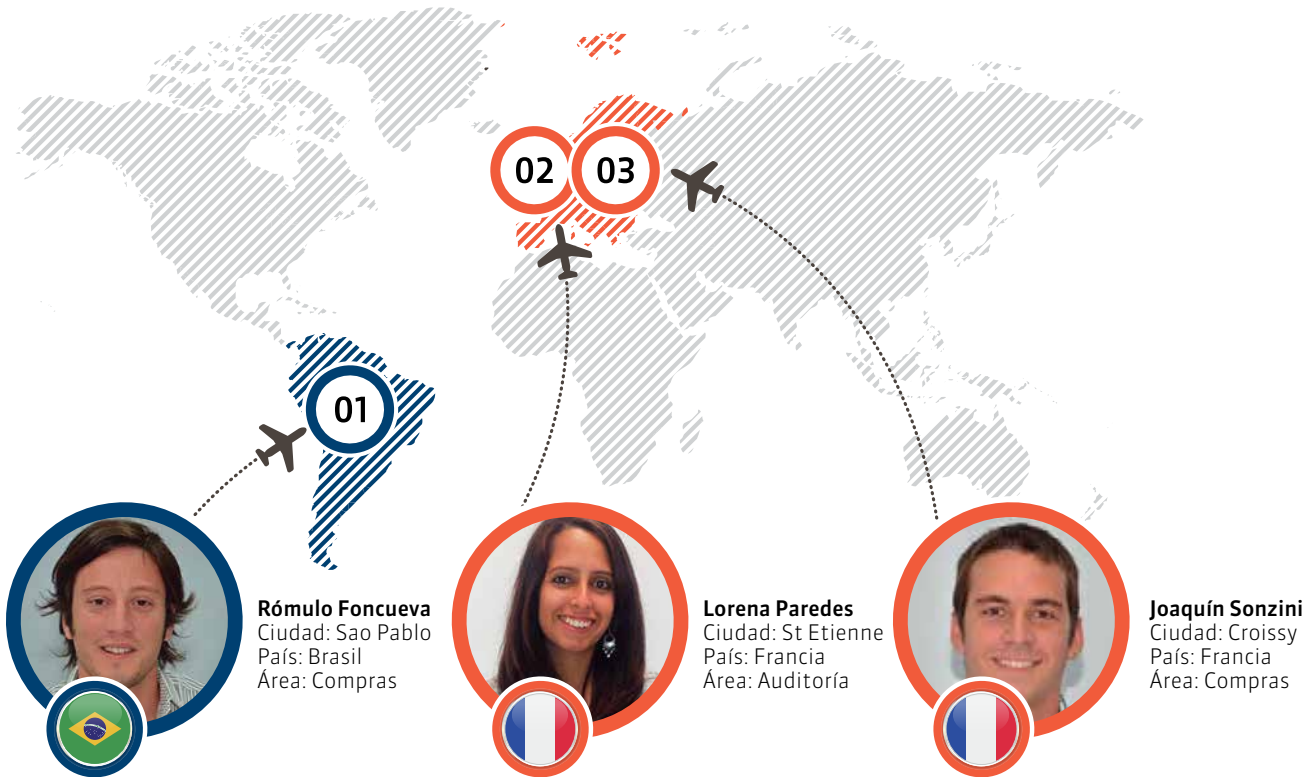 02
03
01
Rómulo Foncueva
Ciudad: Sao Pablo
País: Brasil
Área: Compras
Lorena Paredes
Ciudad: St Etienne
País: Francia
Área: Auditoría
Joaquín Sonzini
Ciudad: Croissy
País: Francia
Área: Compras